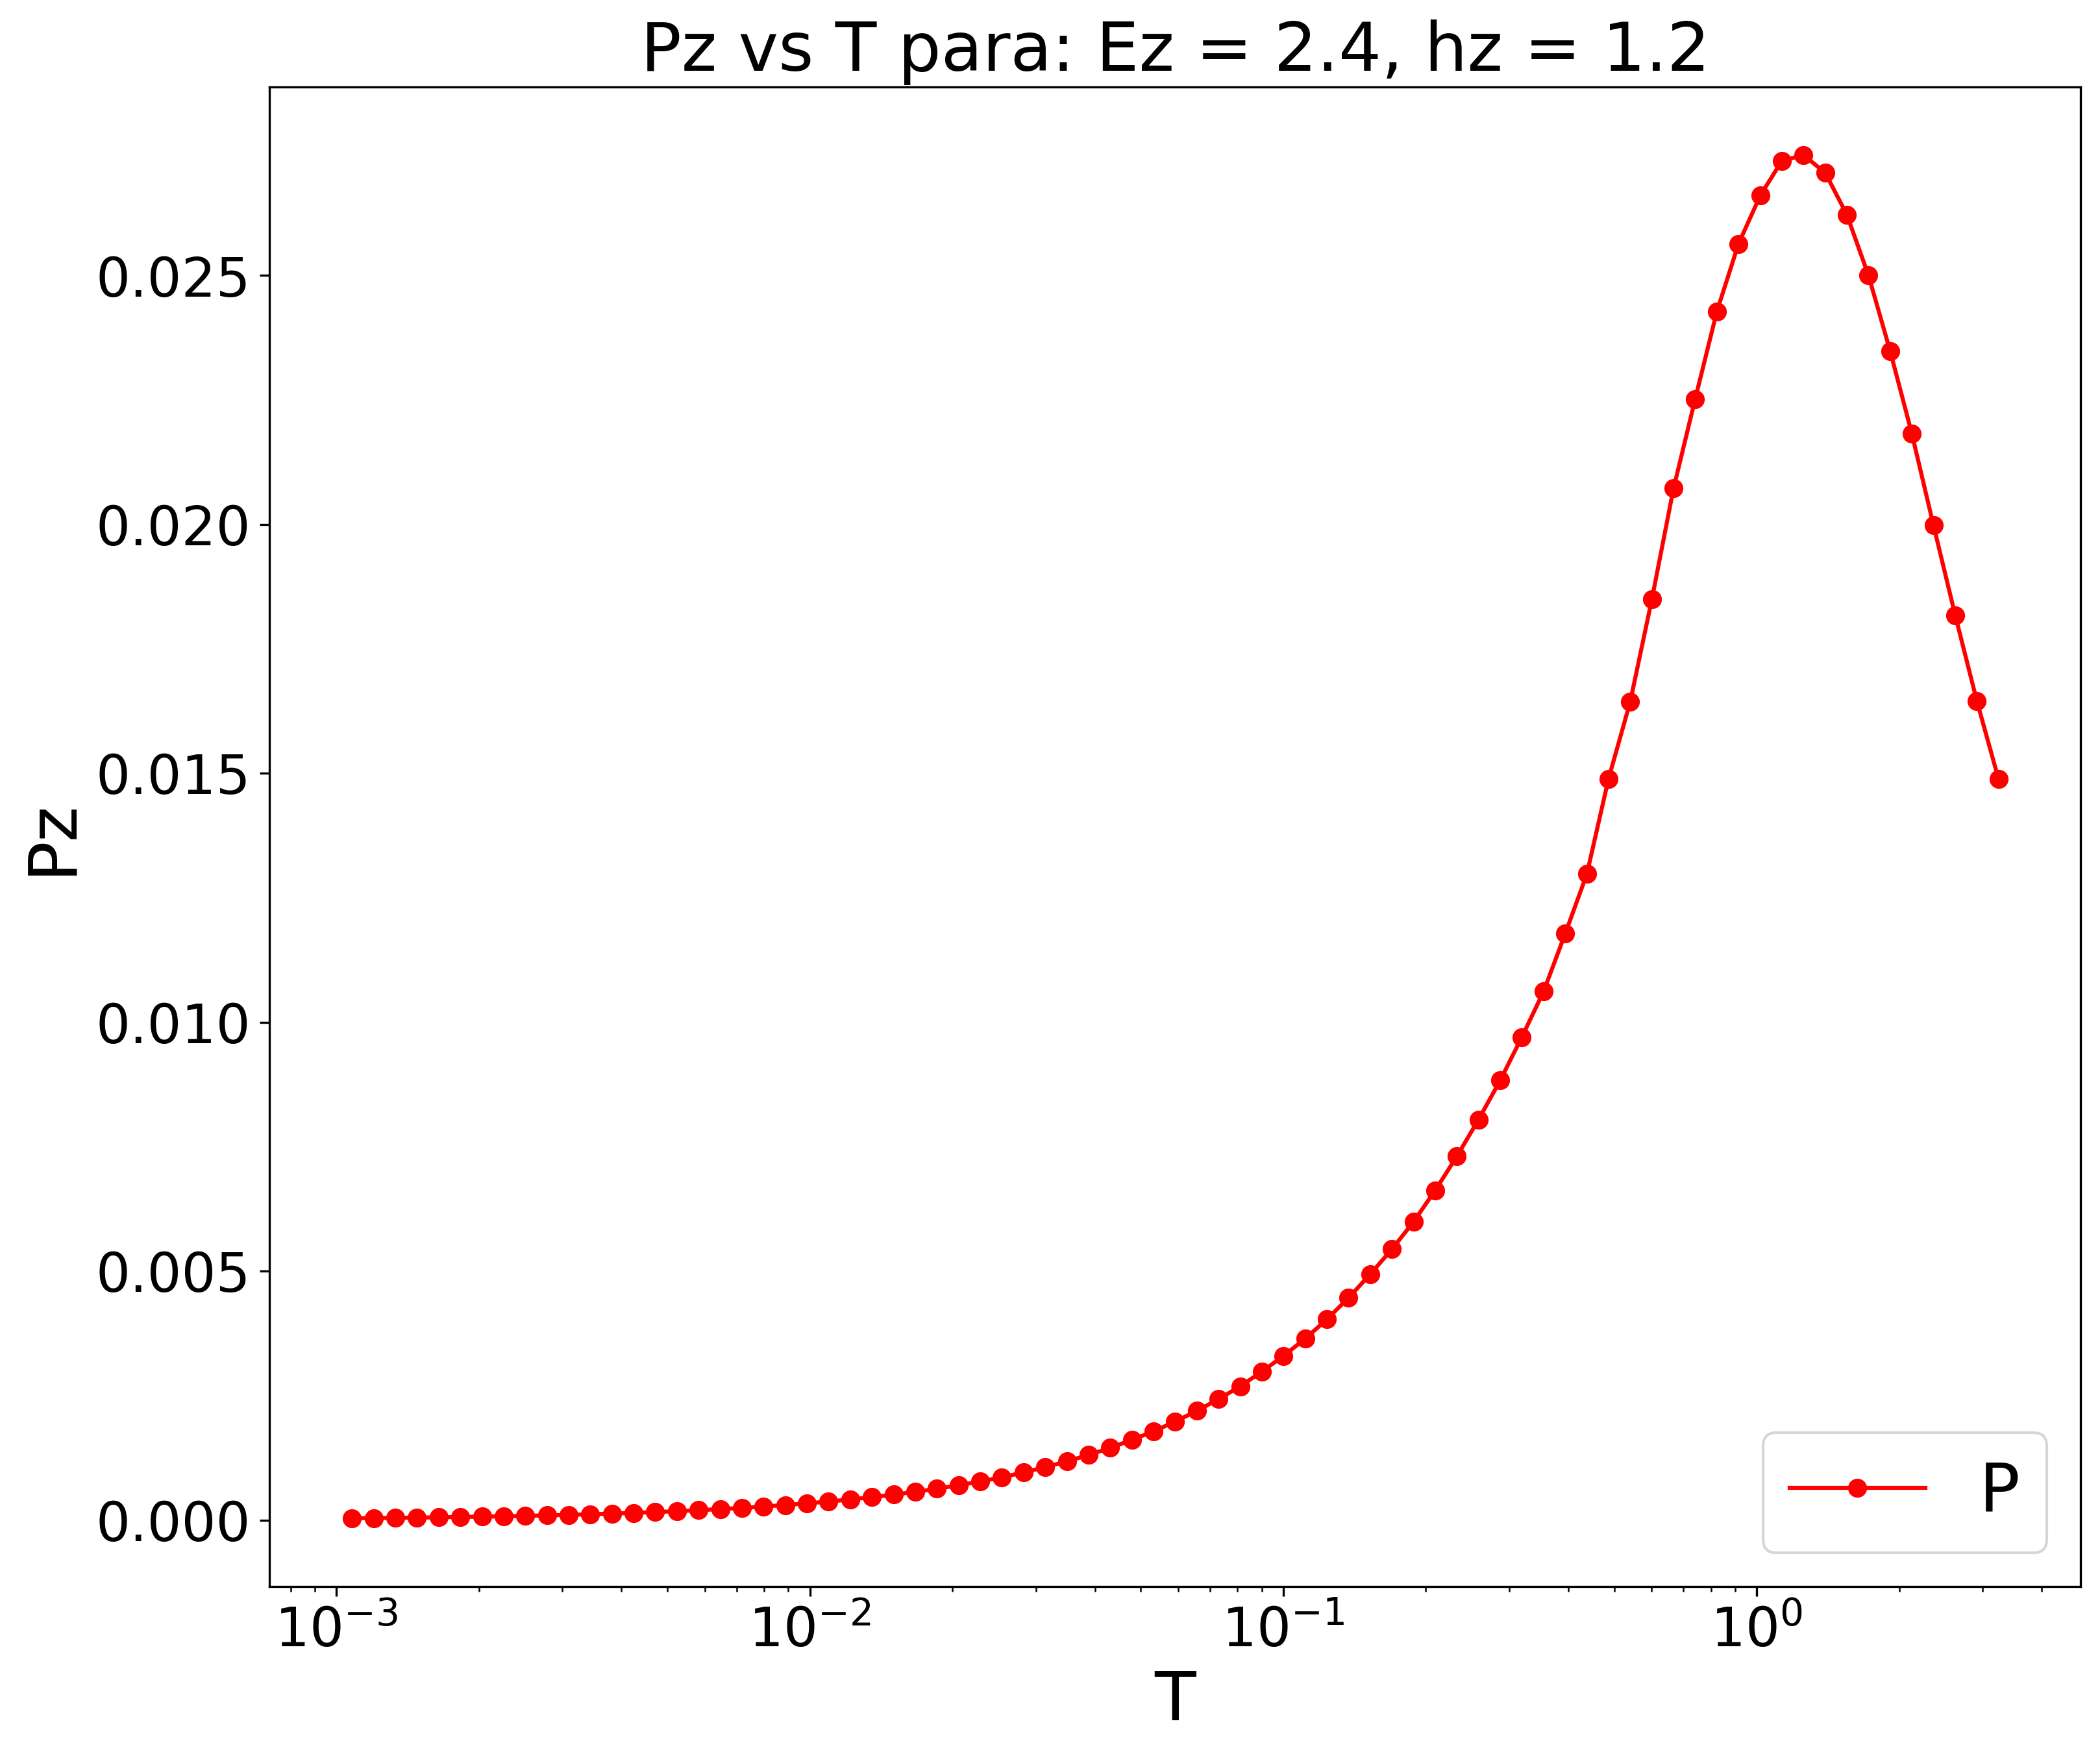 Pz vs T para: Ez = 2.4, hz = 1.2
Pz
0.025
0.020
0.015
0.010
0.005
0.000
P
10⁻³ 10⁻² 10⁻¹ 10⁰
T